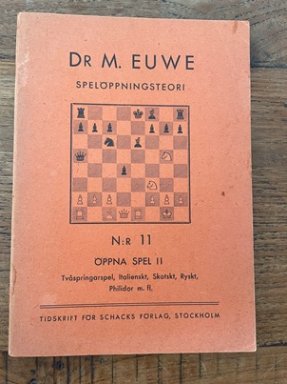 DR M. EUWE
SPELÖPPNINGSTEORI
N:R 11
ÖPPNA SPEL II
Tvåspringarspel, Italienskt, Skotskt, Ryskt,
Philidor m. fl,
TIDSKRIFT FÖR SCHACKS FÖRLAG, STOCKHOLM